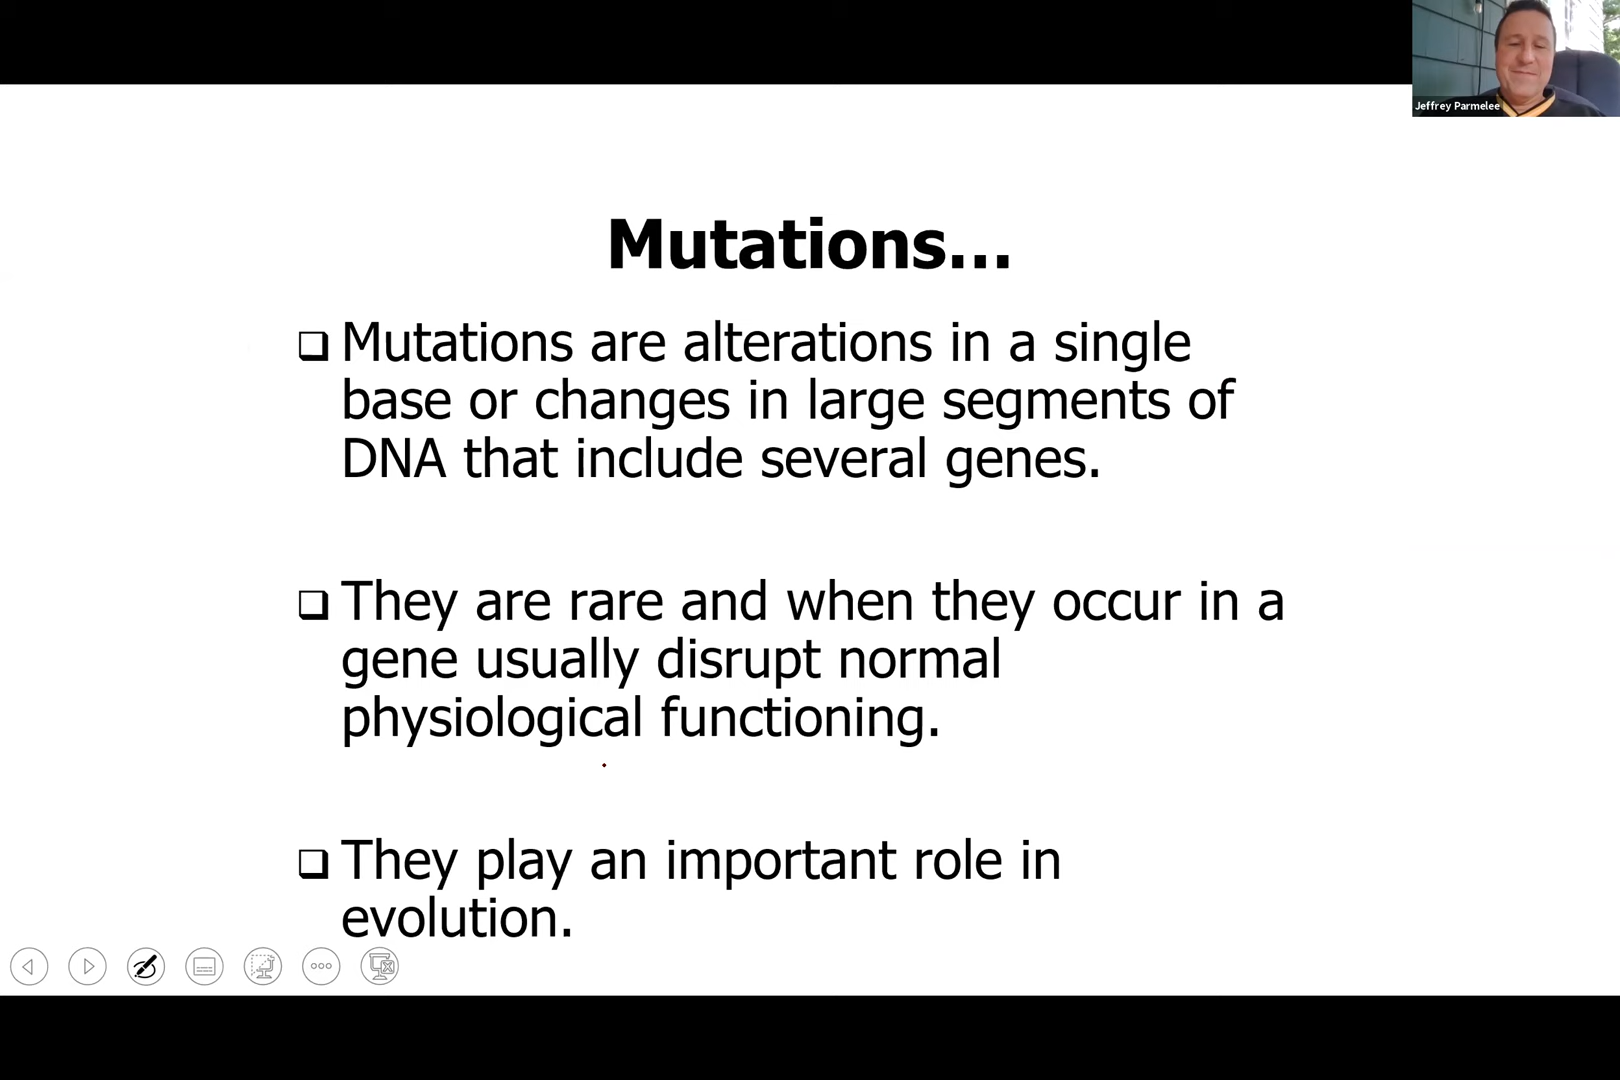 Jeffrey Parmelee
Mutations...
❑ Mutations are alterations in a single
base or changes in large segments of
DNA that include several genes.
❑ They are rare and when they occur in a
gene usually disrupt normal
physiological functioning.
❑ They play an important role in
evolution.